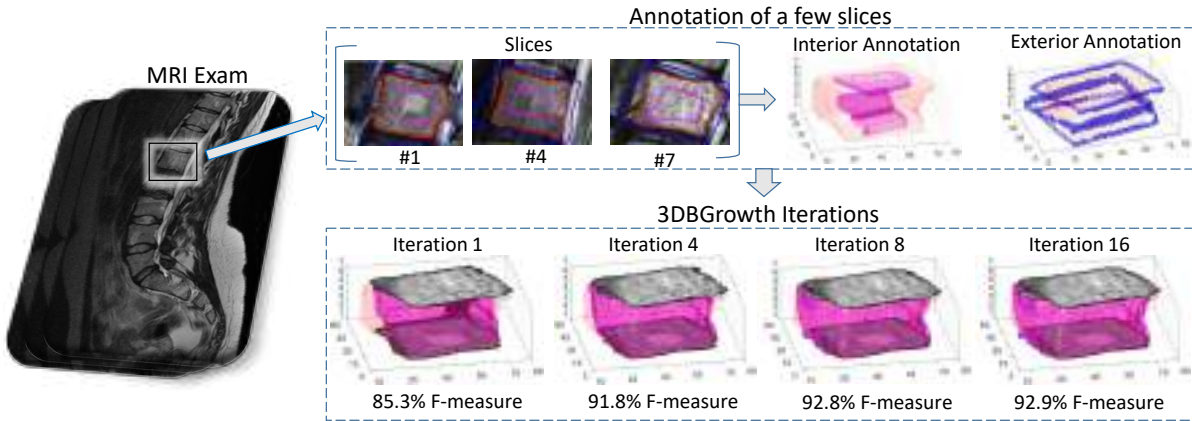 Annotation of a few slices
MRI Exam
Slices
Interior Annotation
Exterior Annotation
#1
#4
#7
3DBGrowth Iterations
Iteration 1
Iteration 4
Iteration 8
Iteration 16
85.3% F-measure
91.8% F-measure
92.8% F-measure
92.9% F-measure